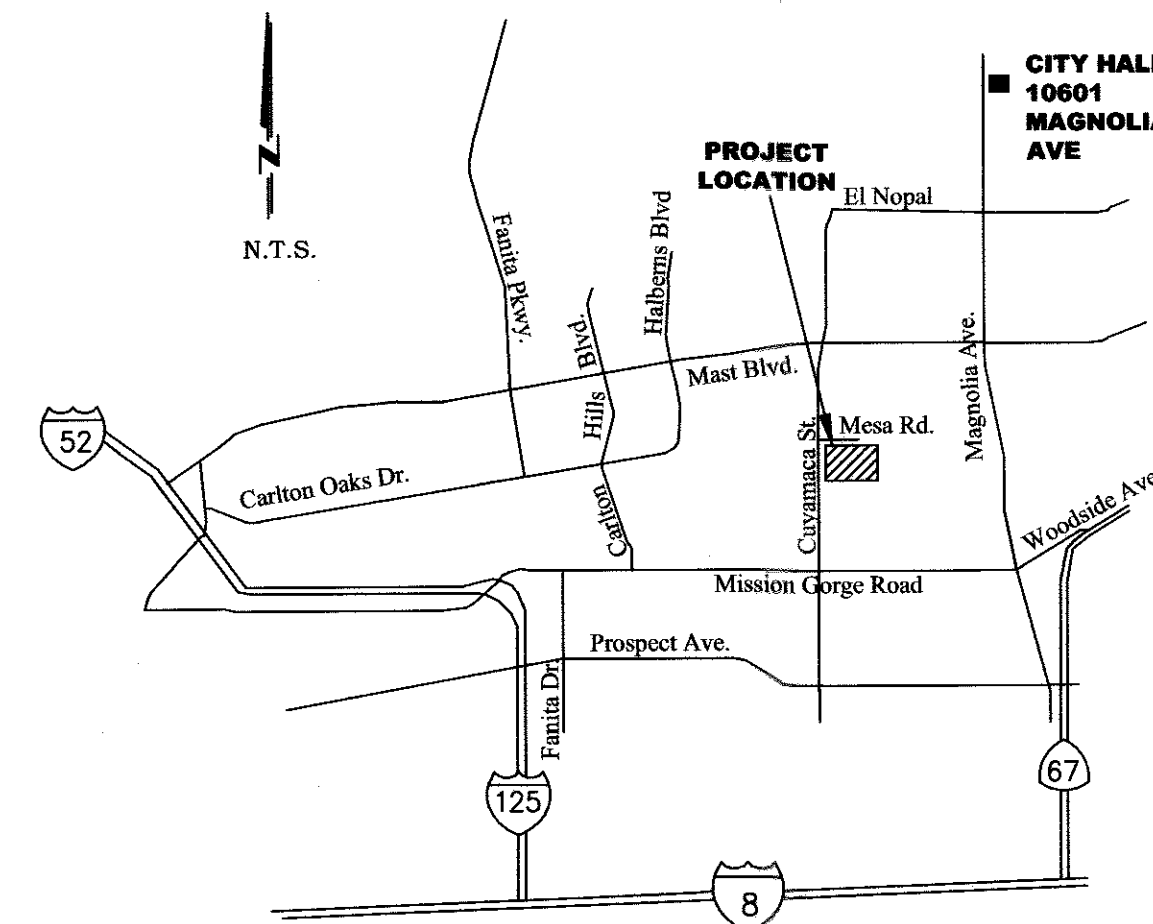 CITY HALL
10601
MAGNOLIA
AVE
PROJECT
LOCATION
El Nopal
N.T.S.
Z
Fanita Pkwy.
Halberns Blvd
Carlton Hills Blvd.
Mast Blvd.
Magnolia Ave.
Cuyamaca St.
Mesa Rd.
52
Carlton Oaks Dr.
Woodside Ave
Mission Gorge Road
Prospect Ave.
Fanita Dr.
125
67
8